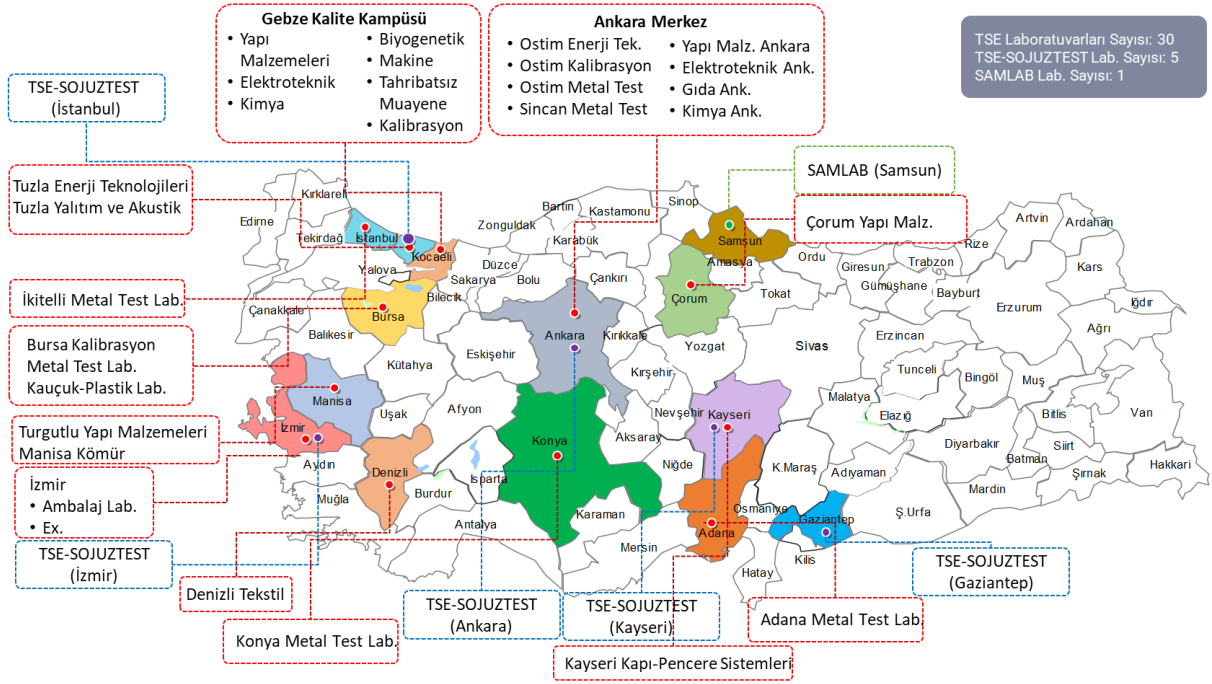 Gebze Kalite Kampüsü
• Yapı
Malzemeleri
• Elektroteknik
• Kimya
• Biyogenetik
• Makine
• Tahribatsız
Muayene
• Kalibrasyon
Ankara Merkez
• Ostim Enerji Tek.
• Ostim Kalibrasyon
• Ostim Metal Test
• Sincan Metal Test
• Yapı Malz. Ankara
• Elektroteknik Ank.
• Gıda Ank.
• Kimya Ank.
TSE Laboratuvarları Sayısı: 30
TSE-SOJUZTEST Lab. Sayısı: 5
SAMLAB Lab. Sayısı: 1
TSE-SOJUZTEST
(İstanbul)
Tuzla Enerji Teknolojileri
Tuzla Yalıtım ve Akustik
SAMLAB (Samsun)
Çorum Yapı Malz.
İkitelli Metal Test Lab.
Bursa Kalibrasyon
Metal Test Lab.
Kauçuk-Plastik Lab.
Turgutlu Yapı Malzemeleri
Manisa Kömür
İzmir
• Ambalaj Lab.
• Ex.
TSE-SOJUZTEST
(İzmir)
Denizli Tekstil
Konya Metal Test Lab.
TSE-SOJUZTEST
(Ankara)
TSE-SOJUZTEST
(Kayseri)
Kayseri Kapı-Pencere Sistemleri
Adana Metal Test Lab.
TSE-SOJUZTEST
(Gaziantep)
Kırklareli
Edirne
Tekirdağ
İstanbul
Kocaeli
Yalova
Sakarya
Düzce
Bolu
Zonguldak
Bartın
Karabük
Kastamonu
Sinop
Çankırı
Samsun
Amasya
Ordu
Giresun
Gümüşhane
Trabzon
Rize
Artvin
Ardahan
Kars
Bayburt
Erzurum
Iğdır
Ağrı
Çanakkale
Balıkesir
Bursa
Bilecik
Kütahya
Eskişehir
Ankara
Kırıkkale
Çorum
Tokat
Yozgat
Sivas
Erzincan
Tunceli
Bingöl
Muş
Bitlis
Van
Kırşehir
Nevşehir
Kayseri
Malatya
Elazığ
Diyarbakır
Batman
Siirt
Şırnak
Hakkari
Mardin
Manisa
İzmir
Uşak
Afyon
Aydın
Denizli
Muğla
Burdur
Isparta
Antalya
Konya
Aksaray
Niğde
Karaman
Mersin
Adana
Osmaniye
K.Maraş
Adıyaman
Gaziantep
Kilis
Ş.Urfa
Hatay